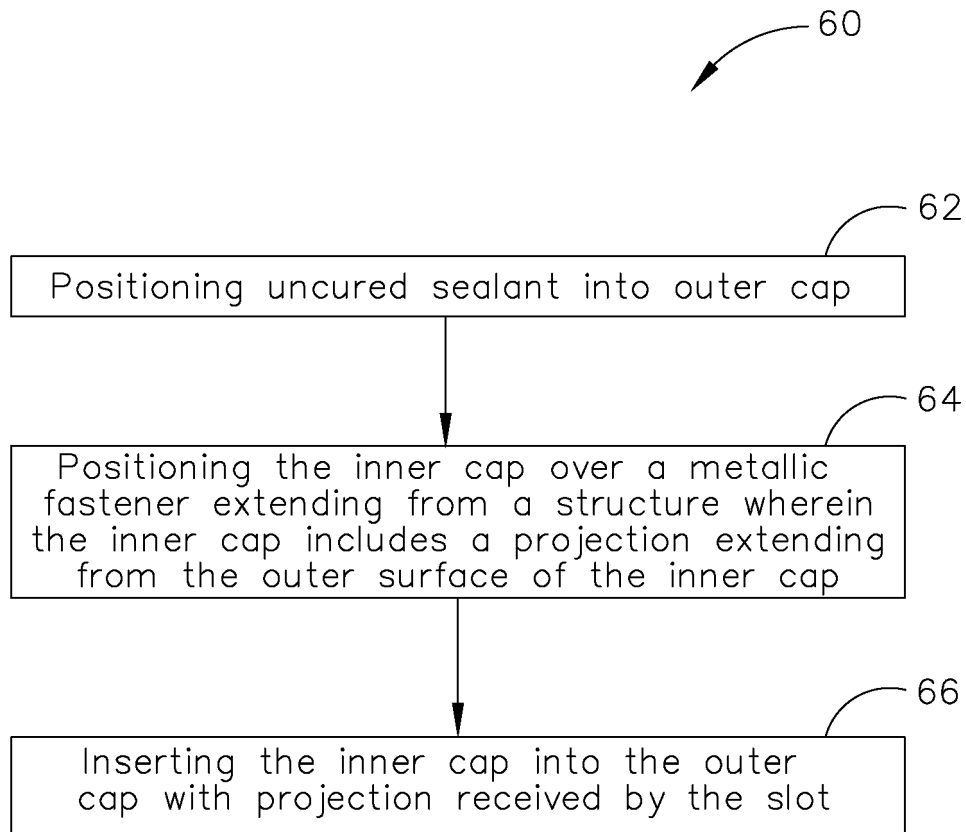 60
62
Positioning uncured sealant into outer cap
64
Positioning the inner cap over a metallic
fastener extending from a structure wherein
the inner cap includes a projection extending
from the outer surface of the inner cap
66
Inserting the inner cap into the outer
cap with projection received by the slot